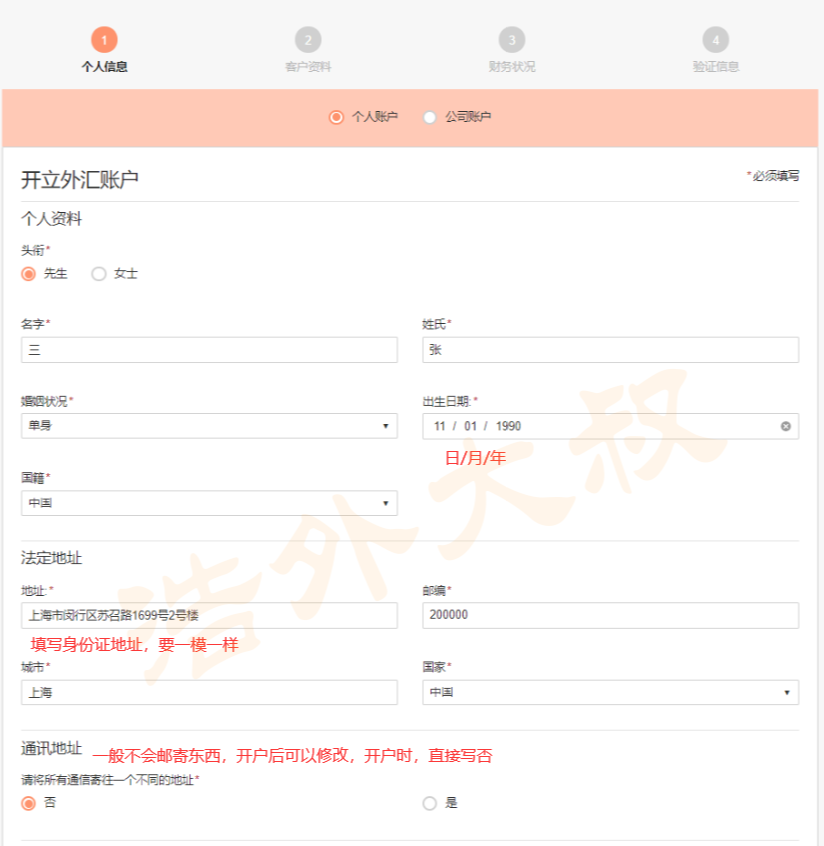 1 2 3 4
个人信息 客户资料 财务状况 验证信息
个人账户 公司账户
开立外汇账户 *必须填写
个人资料
头衔*
先生 女士
名字* 姓氏*
三 张
婚姻状况* 出生日期:*
单身 11 / 01 / 1990
日/月/年
国籍*
中国
法定地址
地址:* 邮编*
上海市闵行区苏召路1699号2号楼 200000
填写身份证地址，要一模一样
城市* 国家*
上海 中国
通讯地址 一般不会邮寄东西，开户后可以修改，开户时，直接写否
请将所有通信寄往一个不同的地址*
否 是
浩外大叔